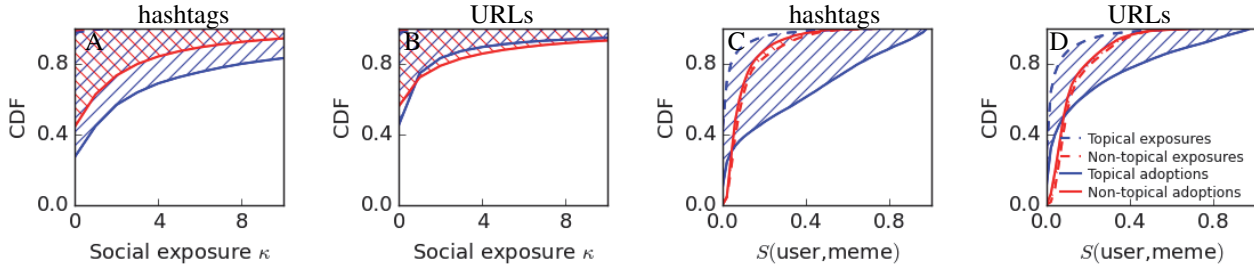 hashtags
URLs
hashtags
URLs
A
B
C
D
CDF
0.8
0.4
0.0
0
4
8
Social exposure κ
CDF
0.8
0.4
0.0
0
4
8
Social exposure κ
CDF
0.8
0.4
0.0
0.0
0.4
0.8
S(user,meme)
CDF
0.8
0.4
0.0
0.0
0.4
0.8
S(user,meme)
Topical exposures
Non-topical exposures
Topical adoptions
Non-topical adoptions